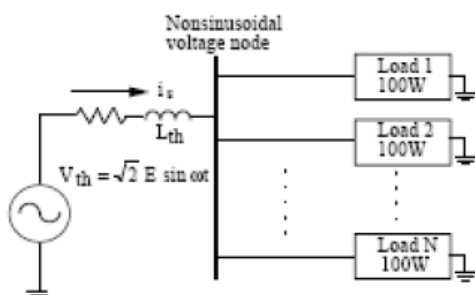 Nonsinusoidal
voltage node
i_s
L_th
V_th = √2 E sin ωt
Load 1
100W
Load 2
100W
Load N
100W